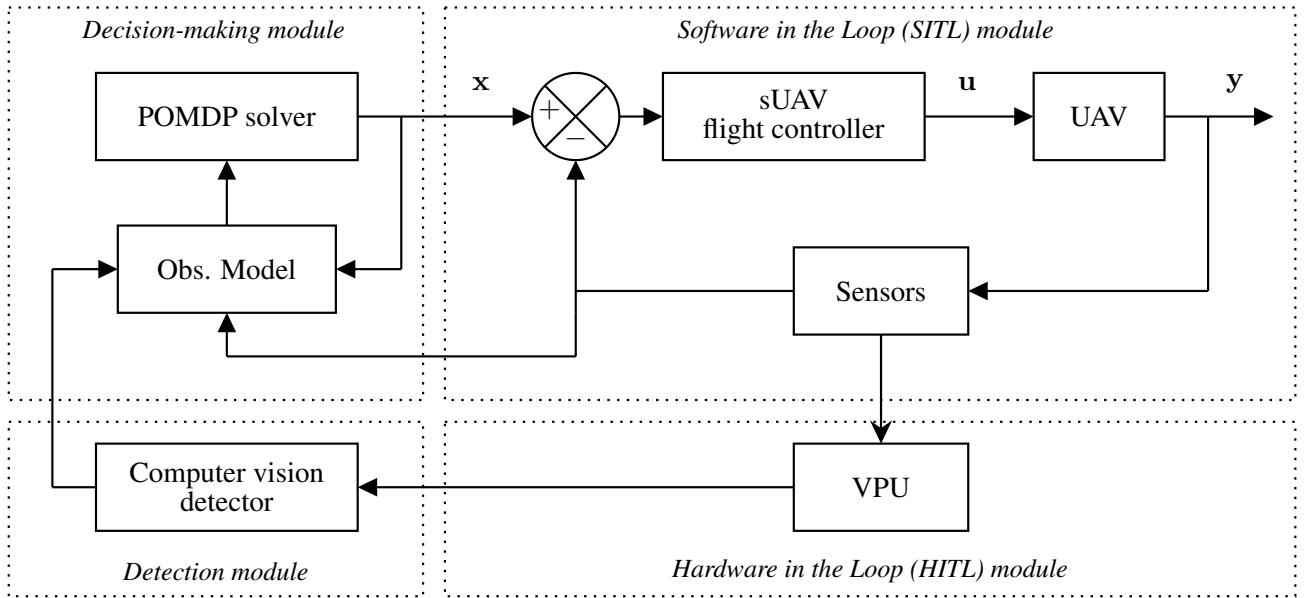 Decision-making module
Software in the Loop (SITL) module
POMDP solver
x
+
−
sUAV
flight controller
u
UAV
y
Obs. Model
Sensors
Computer vision
detector
VPU
Detection module
Hardware in the Loop (HITL) module